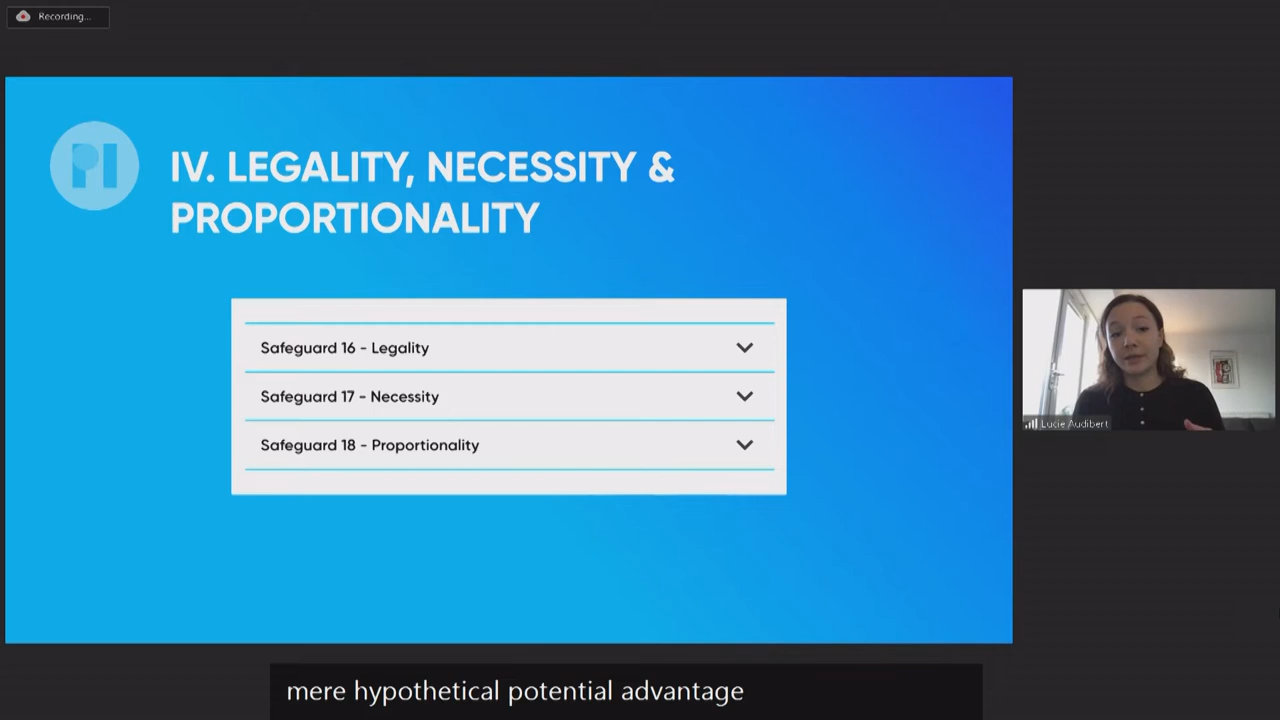 Recording...
PI
IV. LEGALITY, NECESSITY &
PROPORTIONALITY
Safeguard 16 - Legality
Safeguard 17 - Necessity
Safeguard 18 - Proportionality
Lucie Audibert
mere hypothetical potential advantage